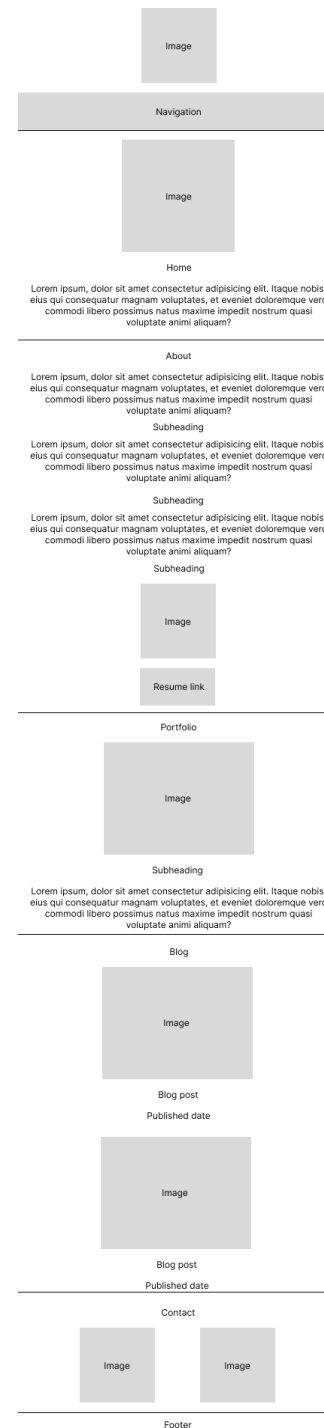 Image
Navigation
Image
Home
Lorem ipsum, dolor sit amet consectetur adipisicing elit. Itaque nobis
eius qui consequatur magnam voluptates, et eveniet doloremque
commodi libero possimus natus maxime impedit nostrum quasi
voluptate animi aliquam?
About
Lorem ipsum, dolor sit amet consectetur adipisicing elit. Itaque nobis
eius qui consequatur magnam voluptates, et eveniet doloremque
commodi libero possimus natus maxime impedit nostrum quasi
voluptate animi aliquam?
Subheading
Lorem ipsum, dolor sit amet consectetur adipisicing elit. Itaque nobis
eius qui consequatur magnam voluptates, et eveniet doloremque
commodi libero possimus natus maxime impedit nostrum quasi
voluptate animi aliquam?
Subheading
Lorem ipsum, dolor sit amet consectetur adipisicing elit. Itaque nobis
eius qui consequatur magnam voluptates, et eveniet doloremque
commodi libero possimus natus maxime impedit nostrum quasi
voluptate animi aliquam?
Subheading
Image
Resume link
Portfolio
Image
Subheading
Lorem ipsum, dolor sit amet consectetur adipisicing elit. Itaque nobis
eius qui consequatur magnam voluptates, et eveniet doloremque
commodi libero possimus natus maxime impedit nostrum quasi
voluptate animi aliquam?
Blog
Image
Blog post
Published date
Image
Blog post
Published date
Contact
Image Image
Footer